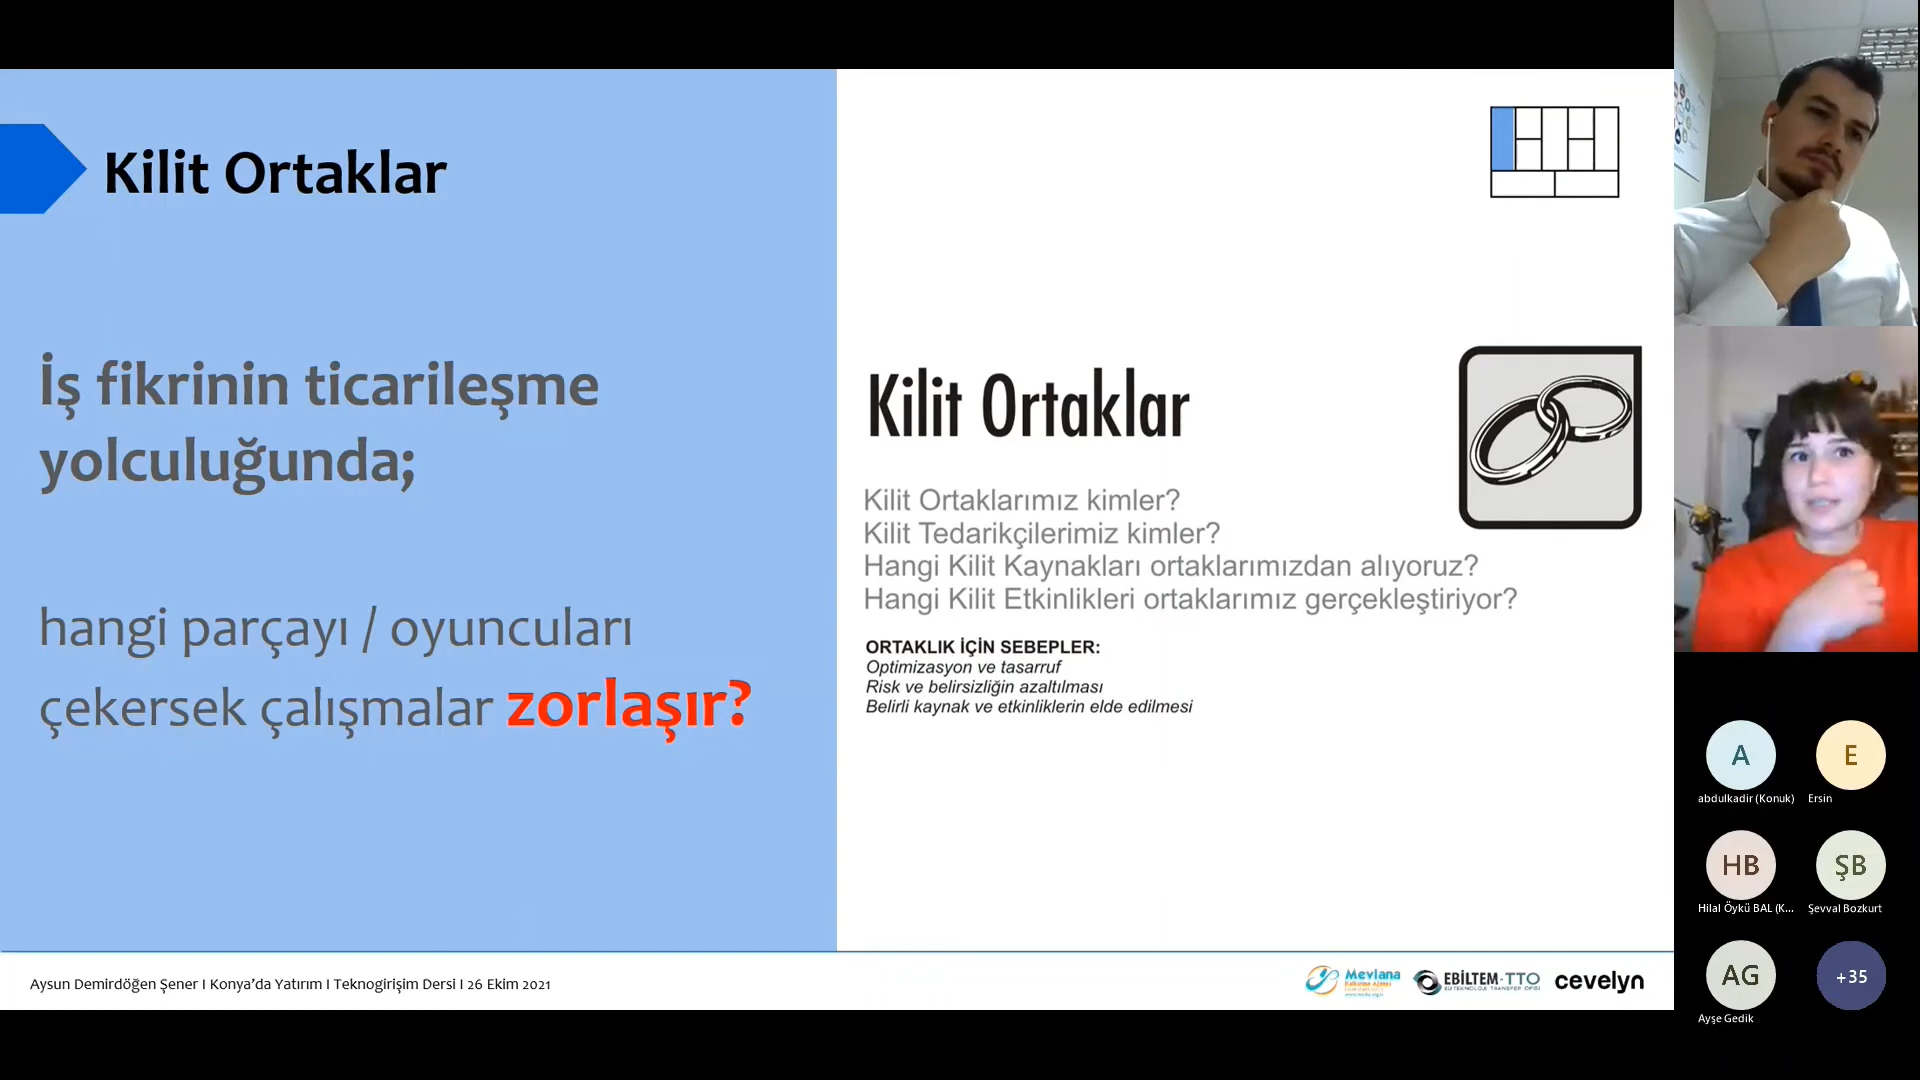 Kilit Ortaklar
İş fikrinin ticarileşme
yolculuğunda;
hangi parçayı / oyuncuları
çekersek çalışmalar zorlaşır?
Kilit Ortaklar
Kilit Ortaklarımız kimler?
Kilit Tedarikçilerimiz kimler?
Hangi Kilit Kaynakları ortaklarımızdan alıyoruz?
Hangi Kilit Etkinlikleri ortaklarımız gerçekleştiriyor?
ORTAKLIK İÇİN SEBEPLER:
Optimizasyon ve tasarruf
Risk ve belirsizliğin azaltılması
Belirli kaynak ve etkinliklerin elde edilmesi
Aysun Demirdöğen Şener I Konya’da Yatırım I Teknogirişim Dersi I 26 Ekim 2021
Mevlana
EBİLTEM-TTO
cevelyn
A
abdulkadir (Konuk)
E
Ersin
HB
Hilal Öykü BAL (K...
ŞB
Şevval Bozkurt
AG
Ayşe Gedik
+35